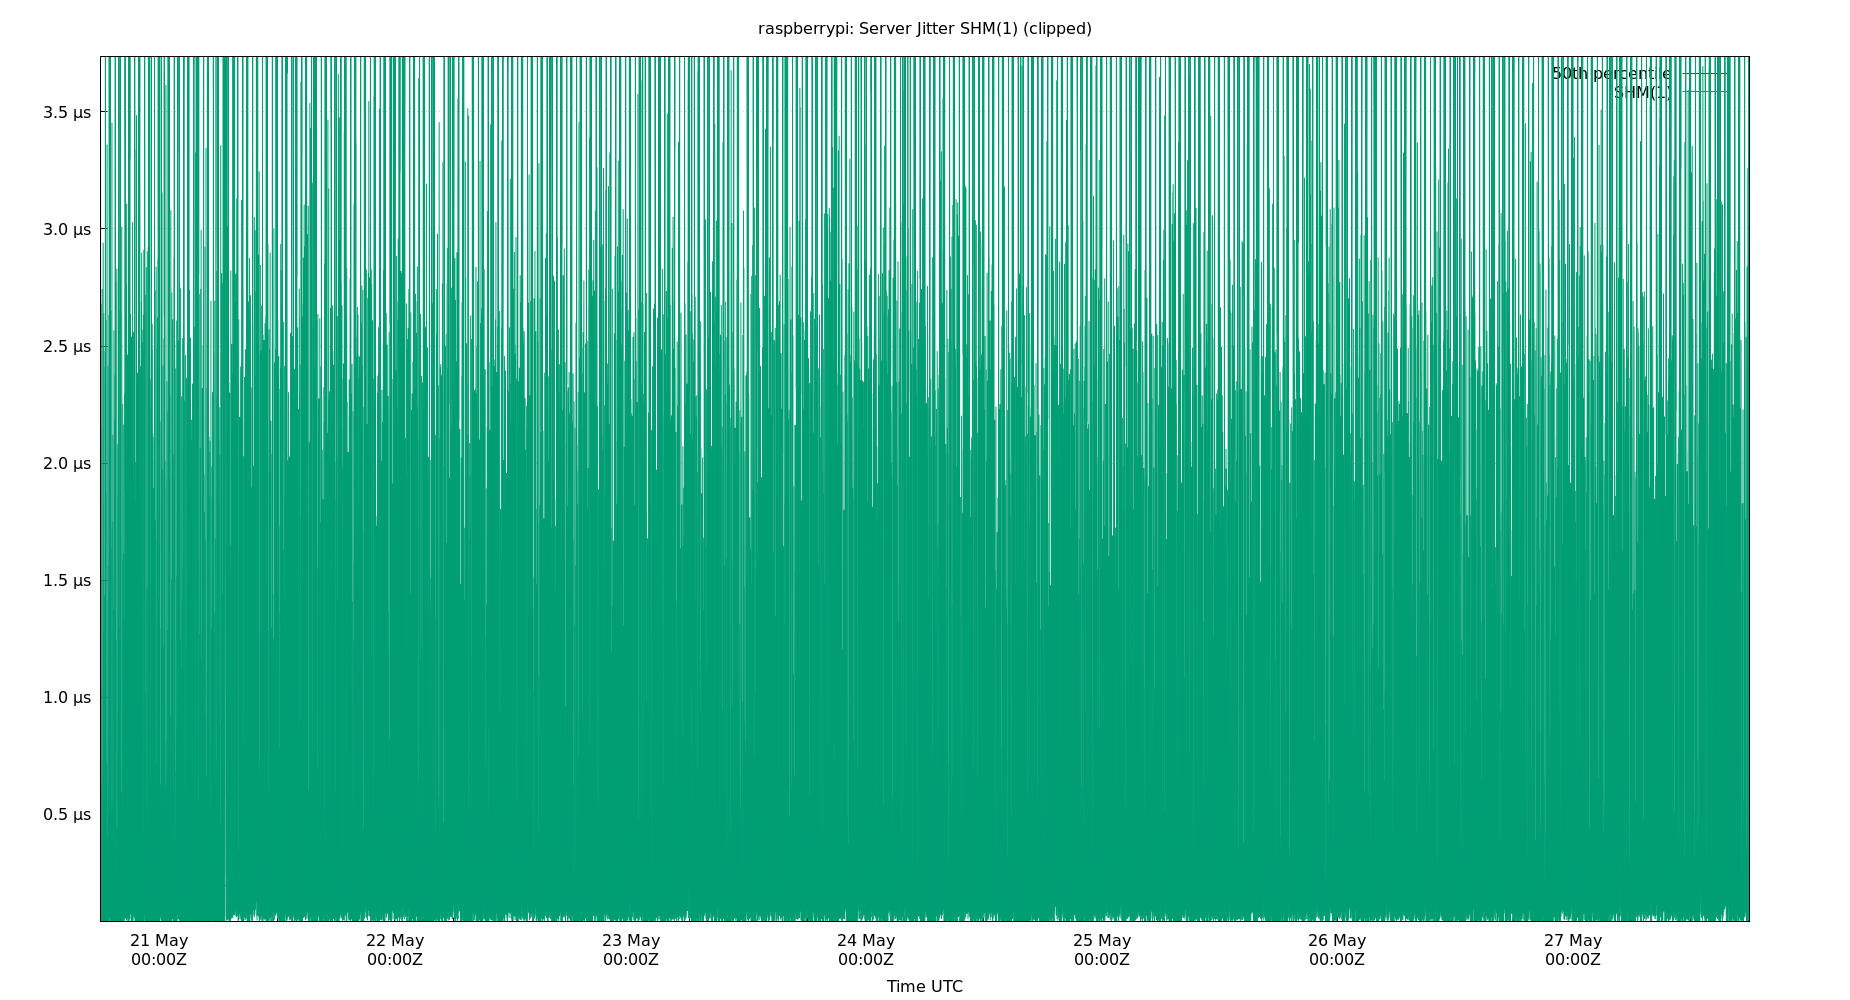 raspberrypi: Server Jitter SHM(1) (clipped)
50th percentile
SHM(1)
3.5 µs
3.0 µs
2.5 µs
2.0 µs
1.5 µs
1.0 µs
0.5 µs
21 May 22 May 23 May 24 May 25 May 26 May 27 May
00:00Z 00:00Z 00:00Z 00:00Z 00:00Z 00:00Z 00:00Z
Time UTC